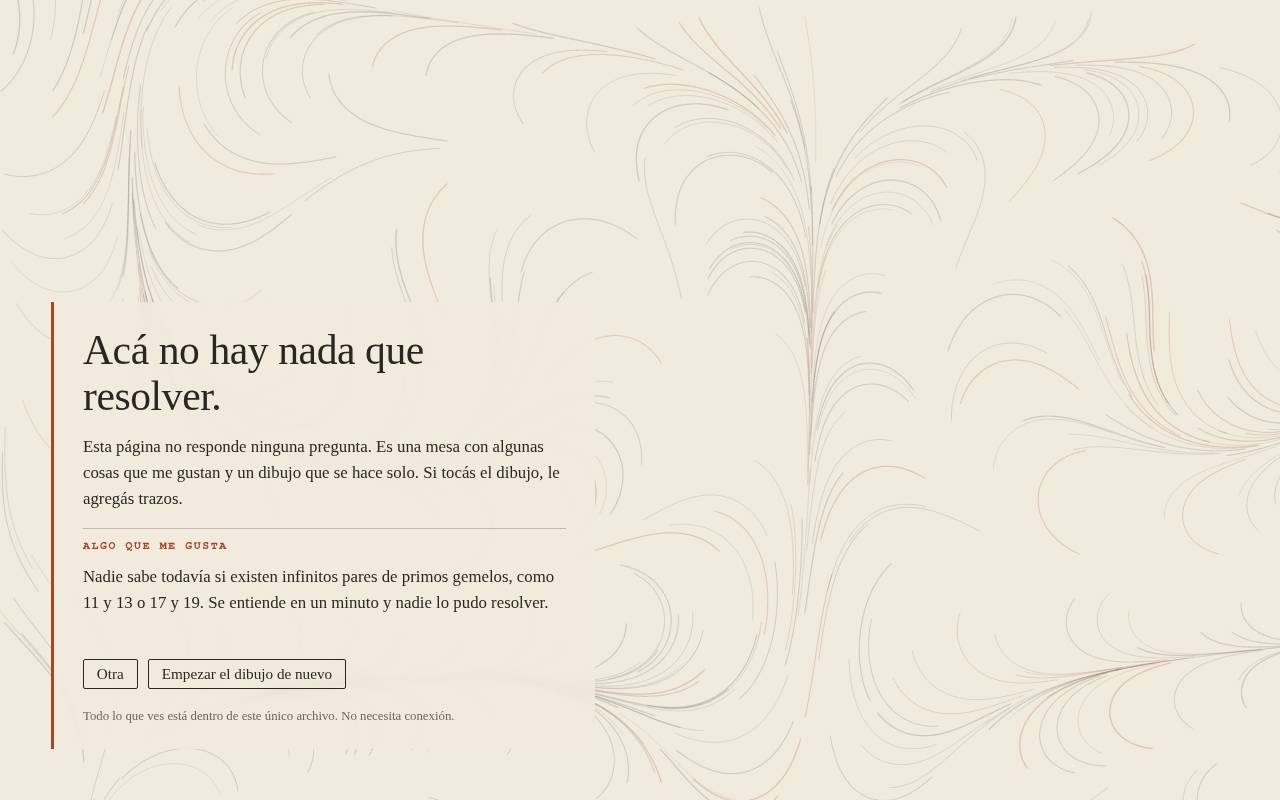 Acá no hay nada que
resolver.
Esta página no responde ninguna pregunta. Es una mesa con algunas
cosas que me gustan y un dibujo que se hace solo. Si tocás el dibujo, le
agregás trazos.
ALGO QUE ME GUSTA
Nadie sabe todavía si existen infinitos pares de primos gemelos, como
11 y 13 o 17 y 19. Se entiende en un minuto y nadie lo pudo resolver.
Otra
Empezar el dibujo de nuevo
Todo lo que ves está dentro de este único archivo. No necesita conexión.